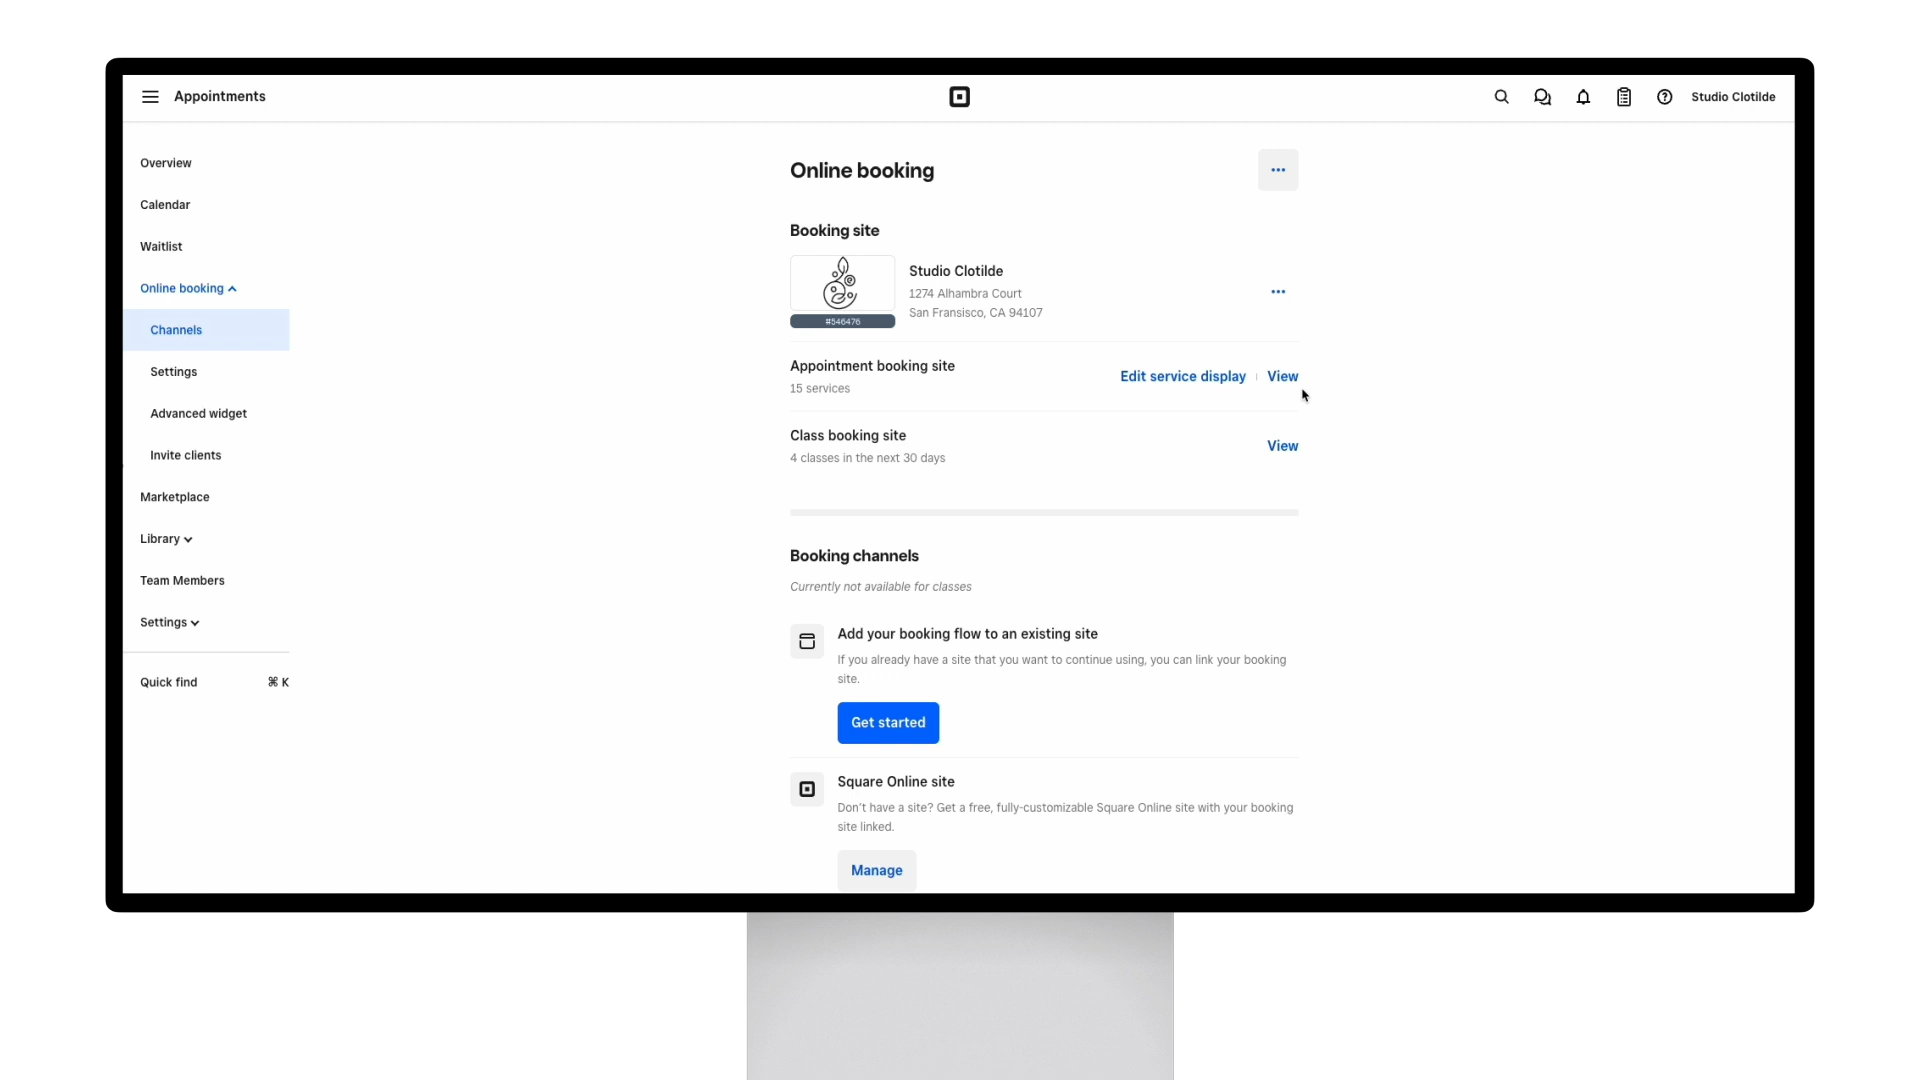 Appointments
Studio Clotilde
Overview
Calendar
Waitlist
Online booking
Channels
Settings
Advanced widget
Invite clients
Marketplace
Library
Team Members
Settings
Quick find ⌘ K
Online booking
Booking site
#546476
Studio Clotilde
1274 Alhambra Court
San Fransisco, CA 94107
Appointment booking site
15 services
Edit service display
View
Class booking site
4 classes in the next 30 days
View
Booking channels
Currently not available for classes
Add your booking flow to an existing site
If you already have a site that you want to continue using, you can link your booking
site.
Get started
Square Online site
Don't have a site? Get a free, fully-customizable Square Online site with your booking
site linked.
Manage